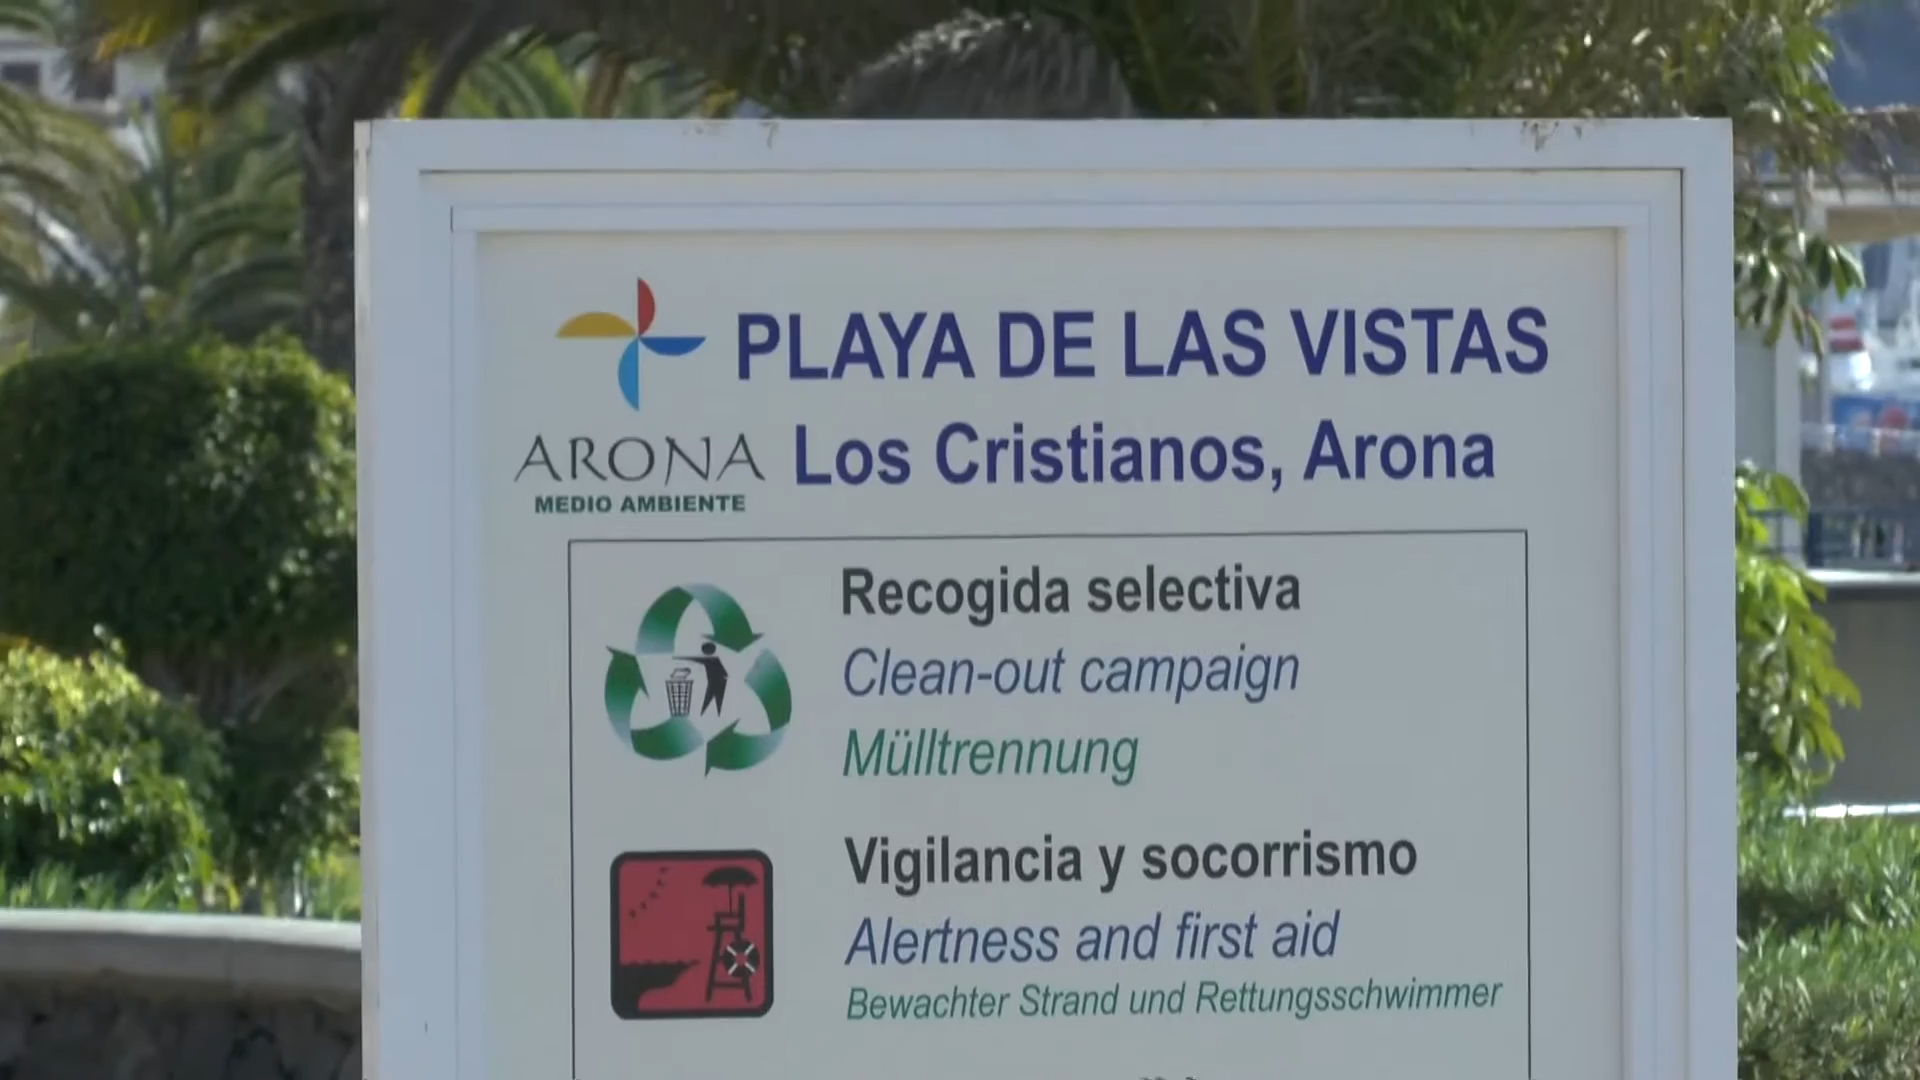 PLAYA DE LAS VISTAS
Los Cristianos, Arona
ARONA
MEDIO AMBIENTE
Recogida selectiva
Clean-out campaign
Mülltrennung
Vigilancia y socorrismo
Alertness and first aid
Bewachter Strand und Rettungsschwimmer